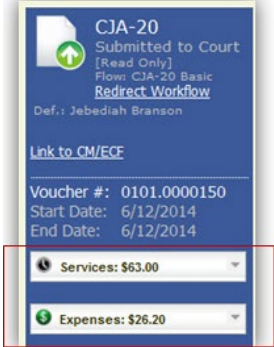 CJA-20
Submitted to Court
[Read Only]
Flow: CJA-20 Basic
Redirect Workflow
Def.: Jebediah Branson
Link to CM/ECF
Voucher #: 0101.0000150
Start Date: 6/12/2014
End Date: 6/12/2014
Services: $63.00
Expenses: $26.20